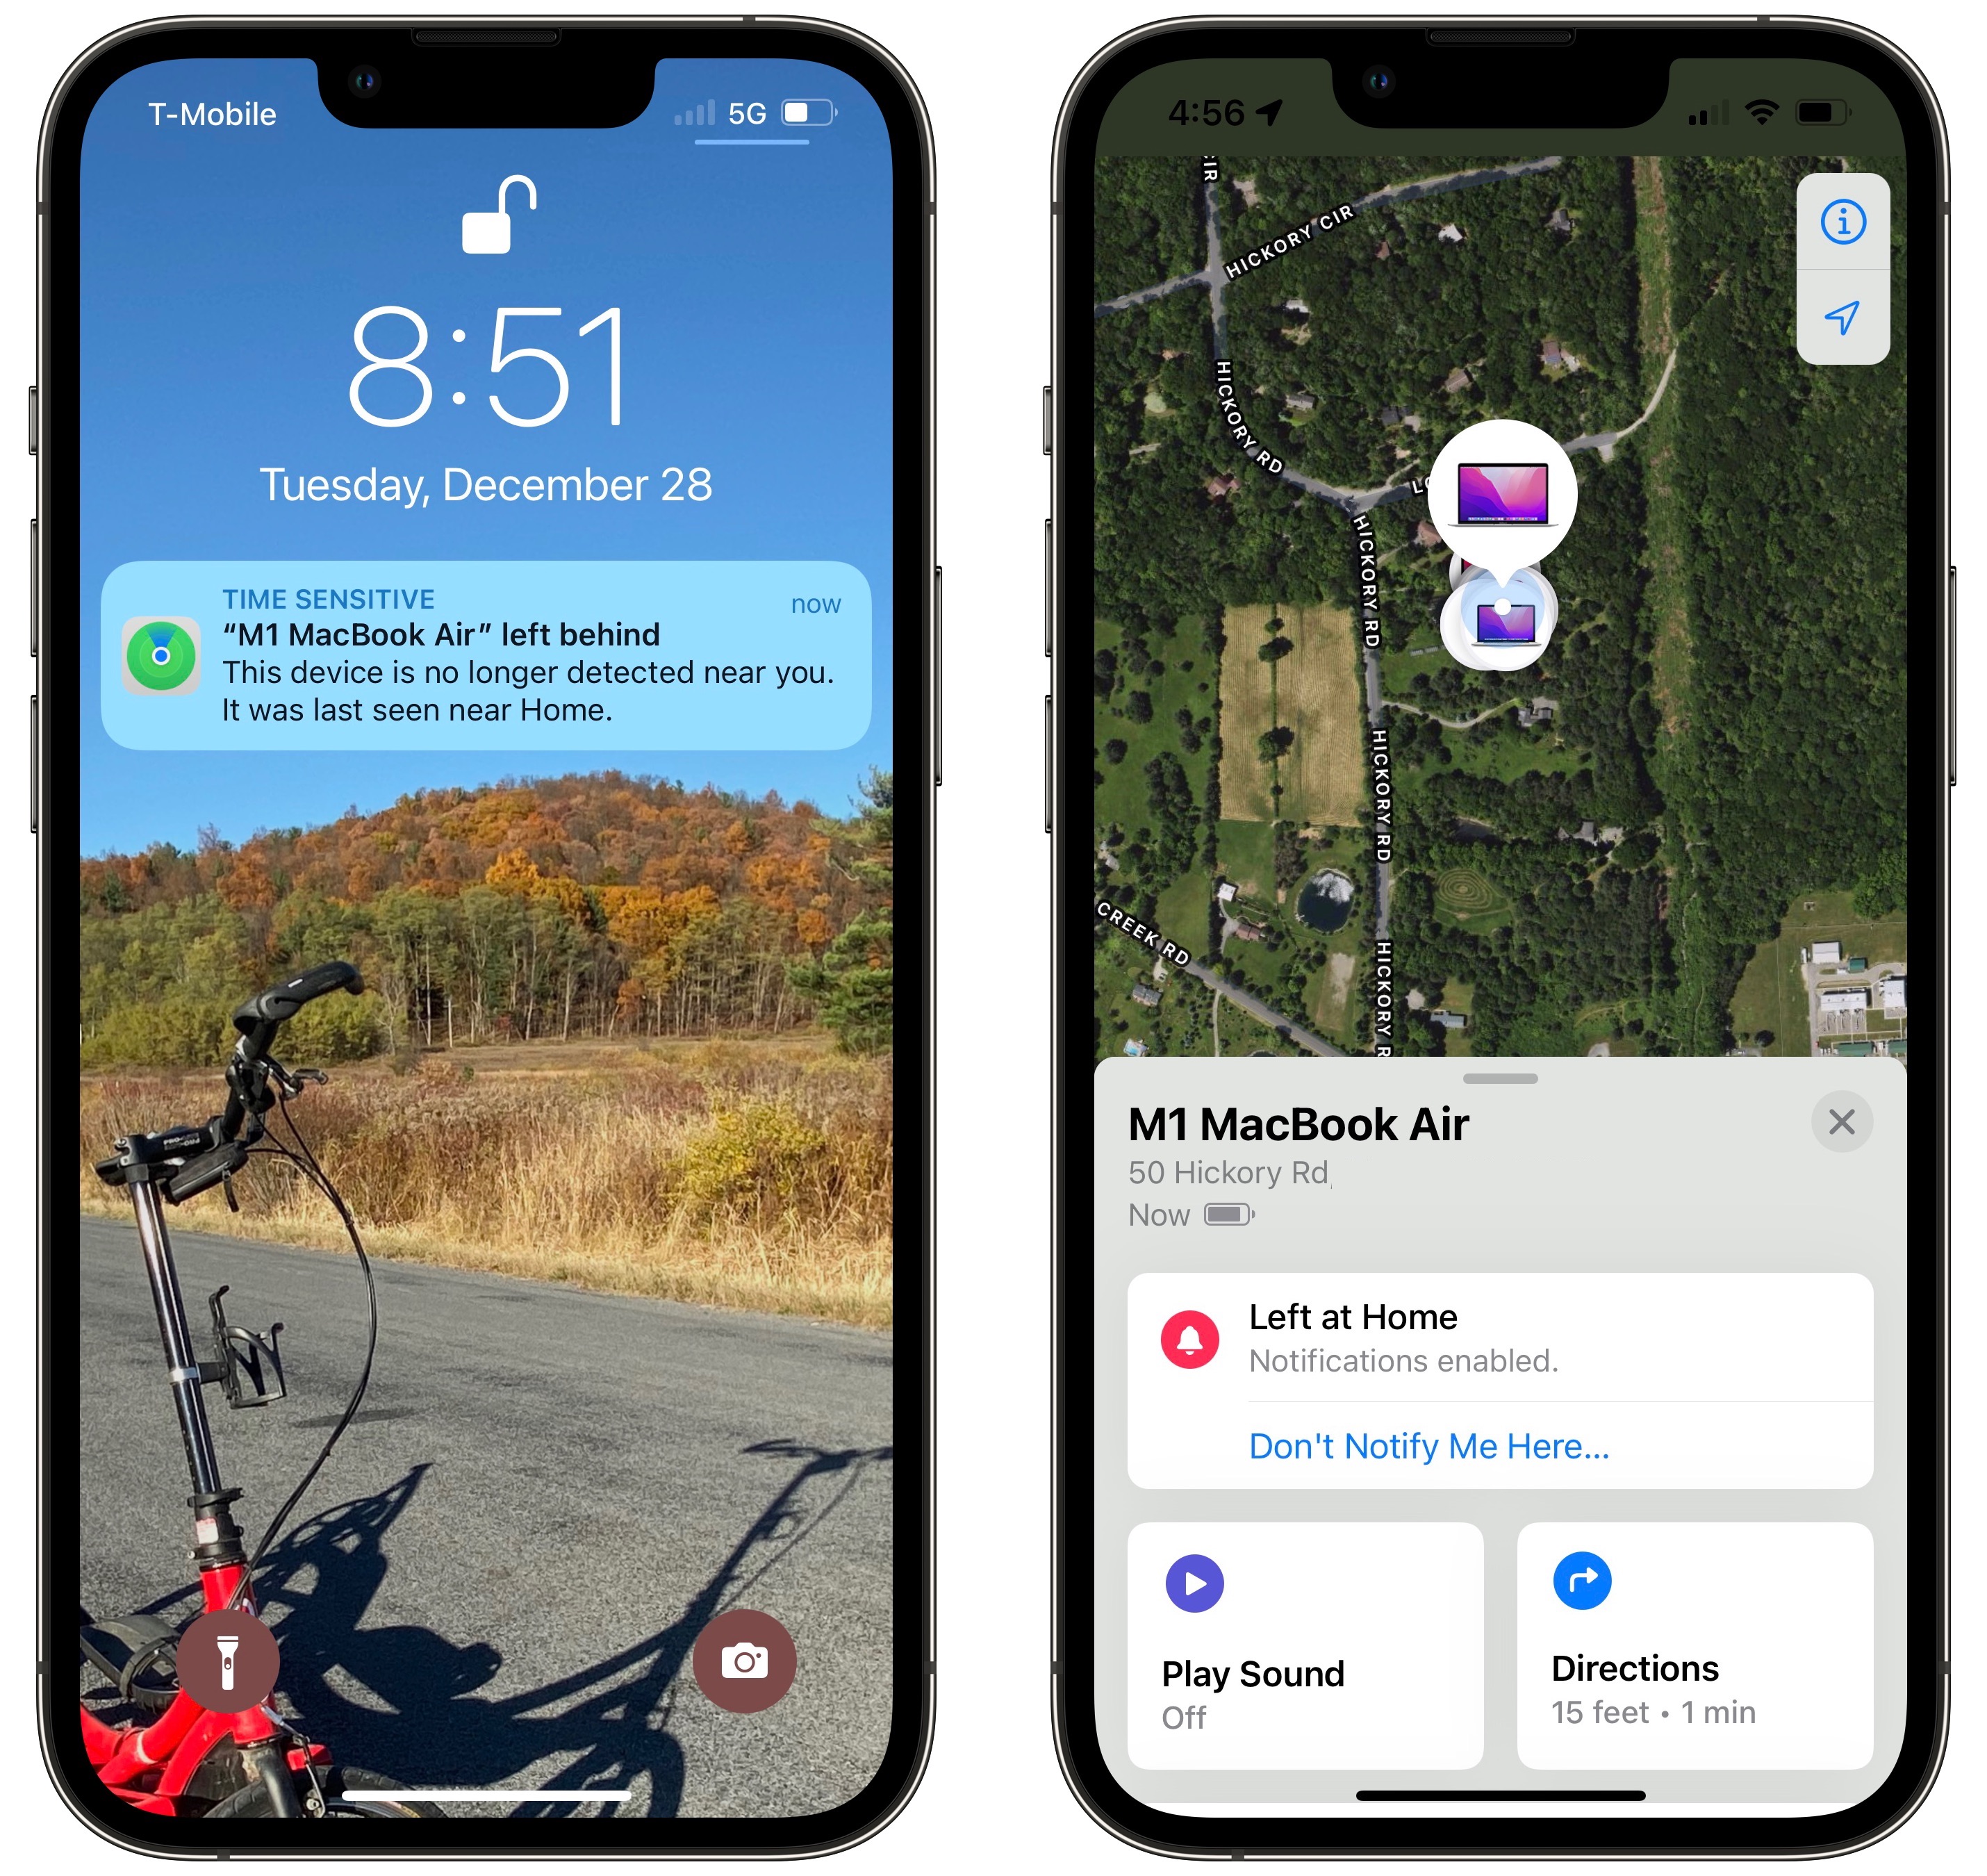 T-Mobile
5G
8:51
Tuesday, December 28
TIME SENSITIVE
now
“M1 MacBook Air” left behind
This device is no longer detected near you.
It was last seen near Home.
4:56
HICKORY CIR
HICKORY RD
HICKORY RD
HICKORY RD
CREEK RD
HICKORY R
M1 MacBook Air
50 Hickory Rd,
Now
Left at Home
Notifications enabled.
Don't Notify Me Here...
Play Sound
Off
Directions
15 feet • 1 min